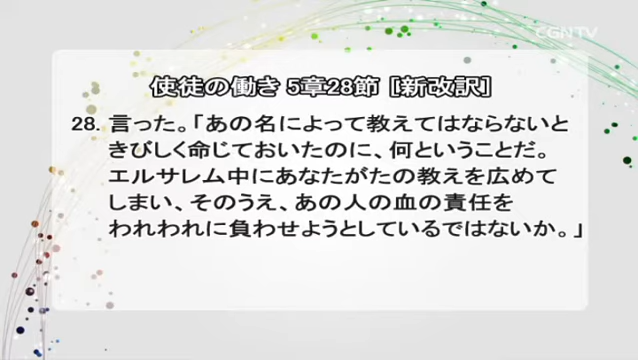 CGNTV
使徒の働き 5章28節 [新改訳]
28. 言った。「あの名によって教えてはならないと
きびしく命じておいたのに、何ということだ。
エルサレム中にあなたがたの教えを広めて
しまい、そのうえ、あの人の血の責任を
われわれに負わせようとしているではないか。」